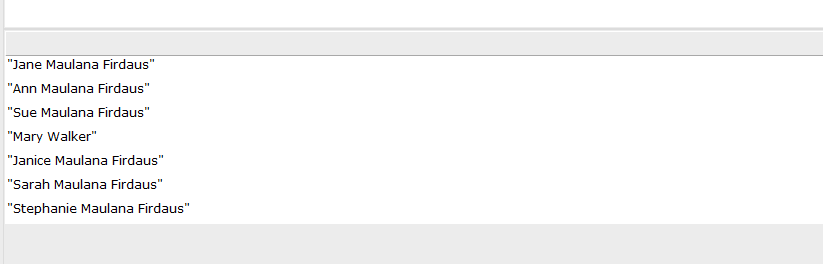 "Jane Maulana Firdaus"
"Ann Maulana Firdaus"
"Sue Maulana Firdaus"
"Mary Walker"
"Janice Maulana Firdaus"
"Sarah Maulana Firdaus"
"Stephanie Maulana Firdaus"